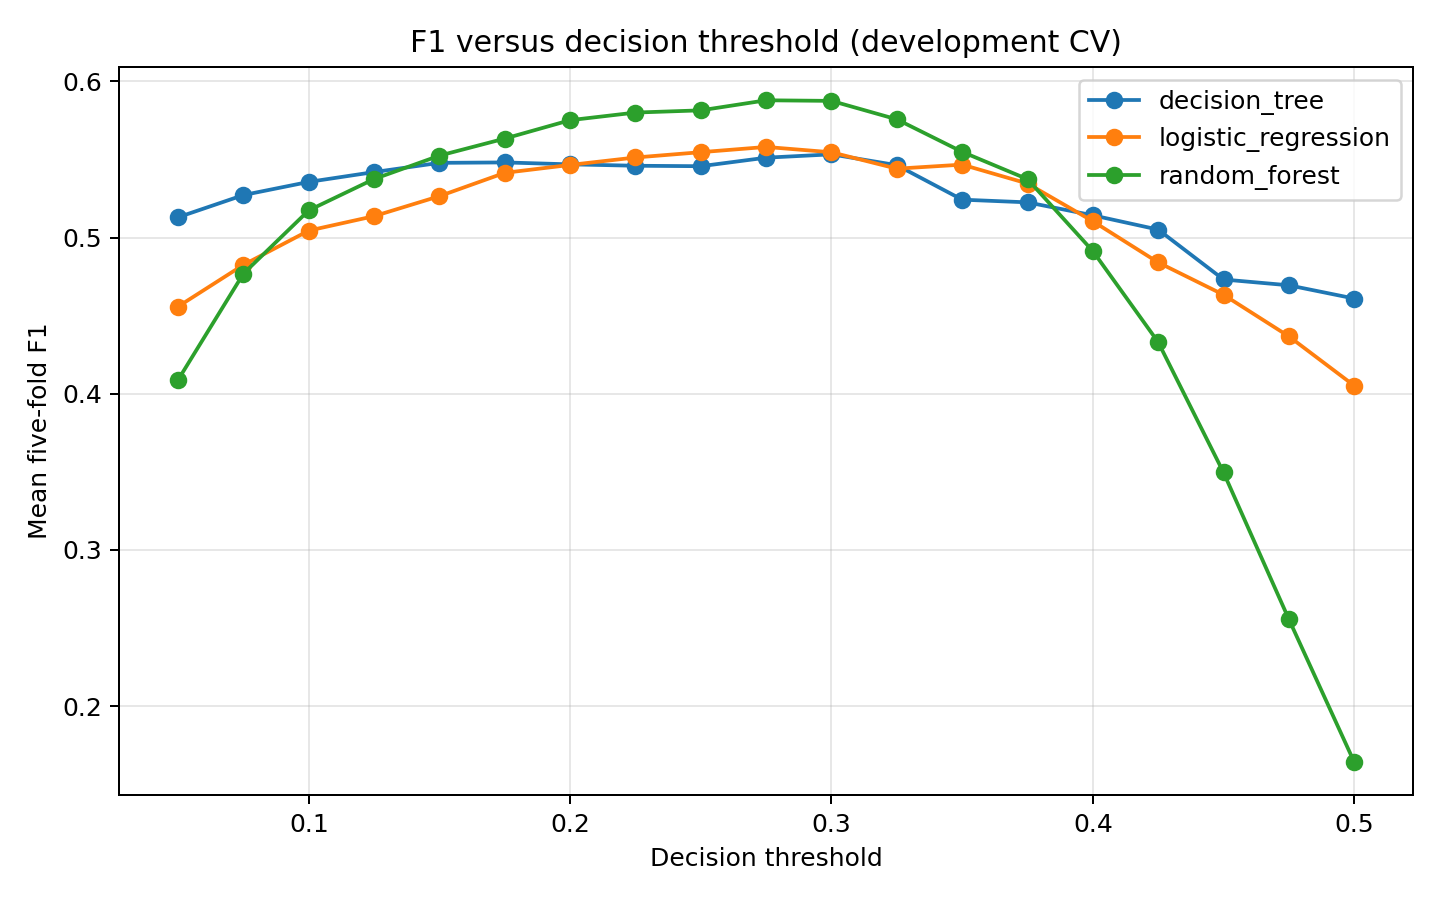 F1 versus decision threshold (development CV)
decision_tree
logistic_regression
random_forest
Mean five-fold F1
0.6
0.5
0.4
0.3
0.2
0.1
0.2
0.3
0.4
0.5
Decision threshold